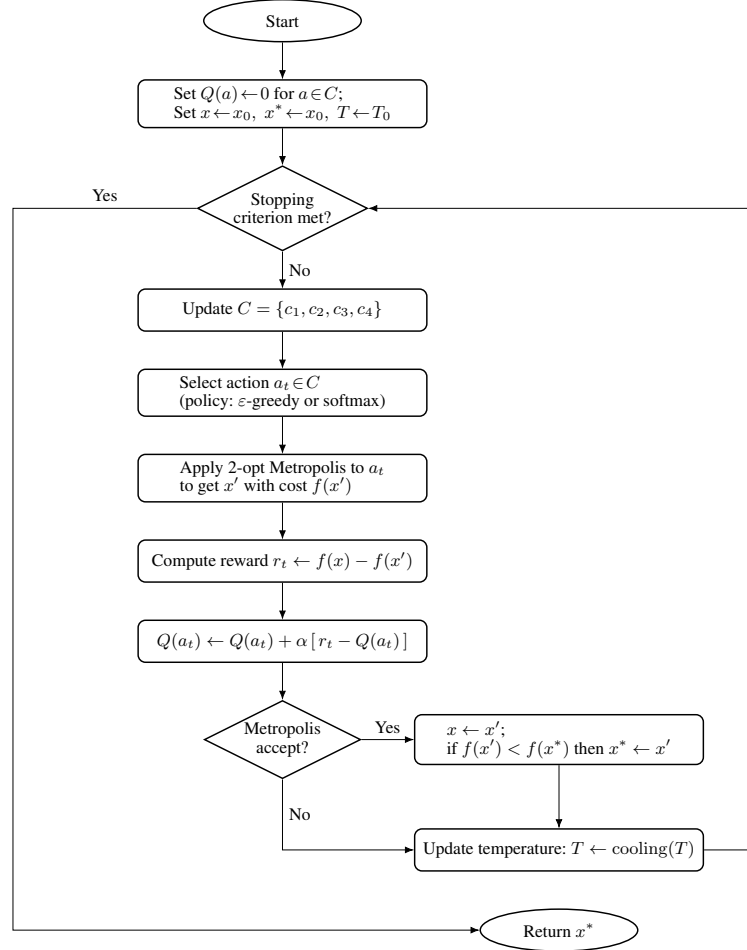 Start
Set Q(a)←0 for a∈C;
Set x←x₀, x*←x₀, T←T₀
Yes
Stopping
criterion met?
No
Update C = {c₁, c₂, c₃, c₄}
Select action aₜ∈C
(policy: ε-greedy or softmax)
Apply 2-opt Metropolis to aₜ
to get x′ with cost f(x′)
Compute reward rₜ ← f(x) − f(x′)
Q(aₜ) ← Q(aₜ) + α [ rₜ − Q(aₜ) ]
Metropolis
accept?
Yes
x ← x′;
if f(x′) < f(x*) then x* ← x′
No
Update temperature: T ← cooling(T)
Return x*